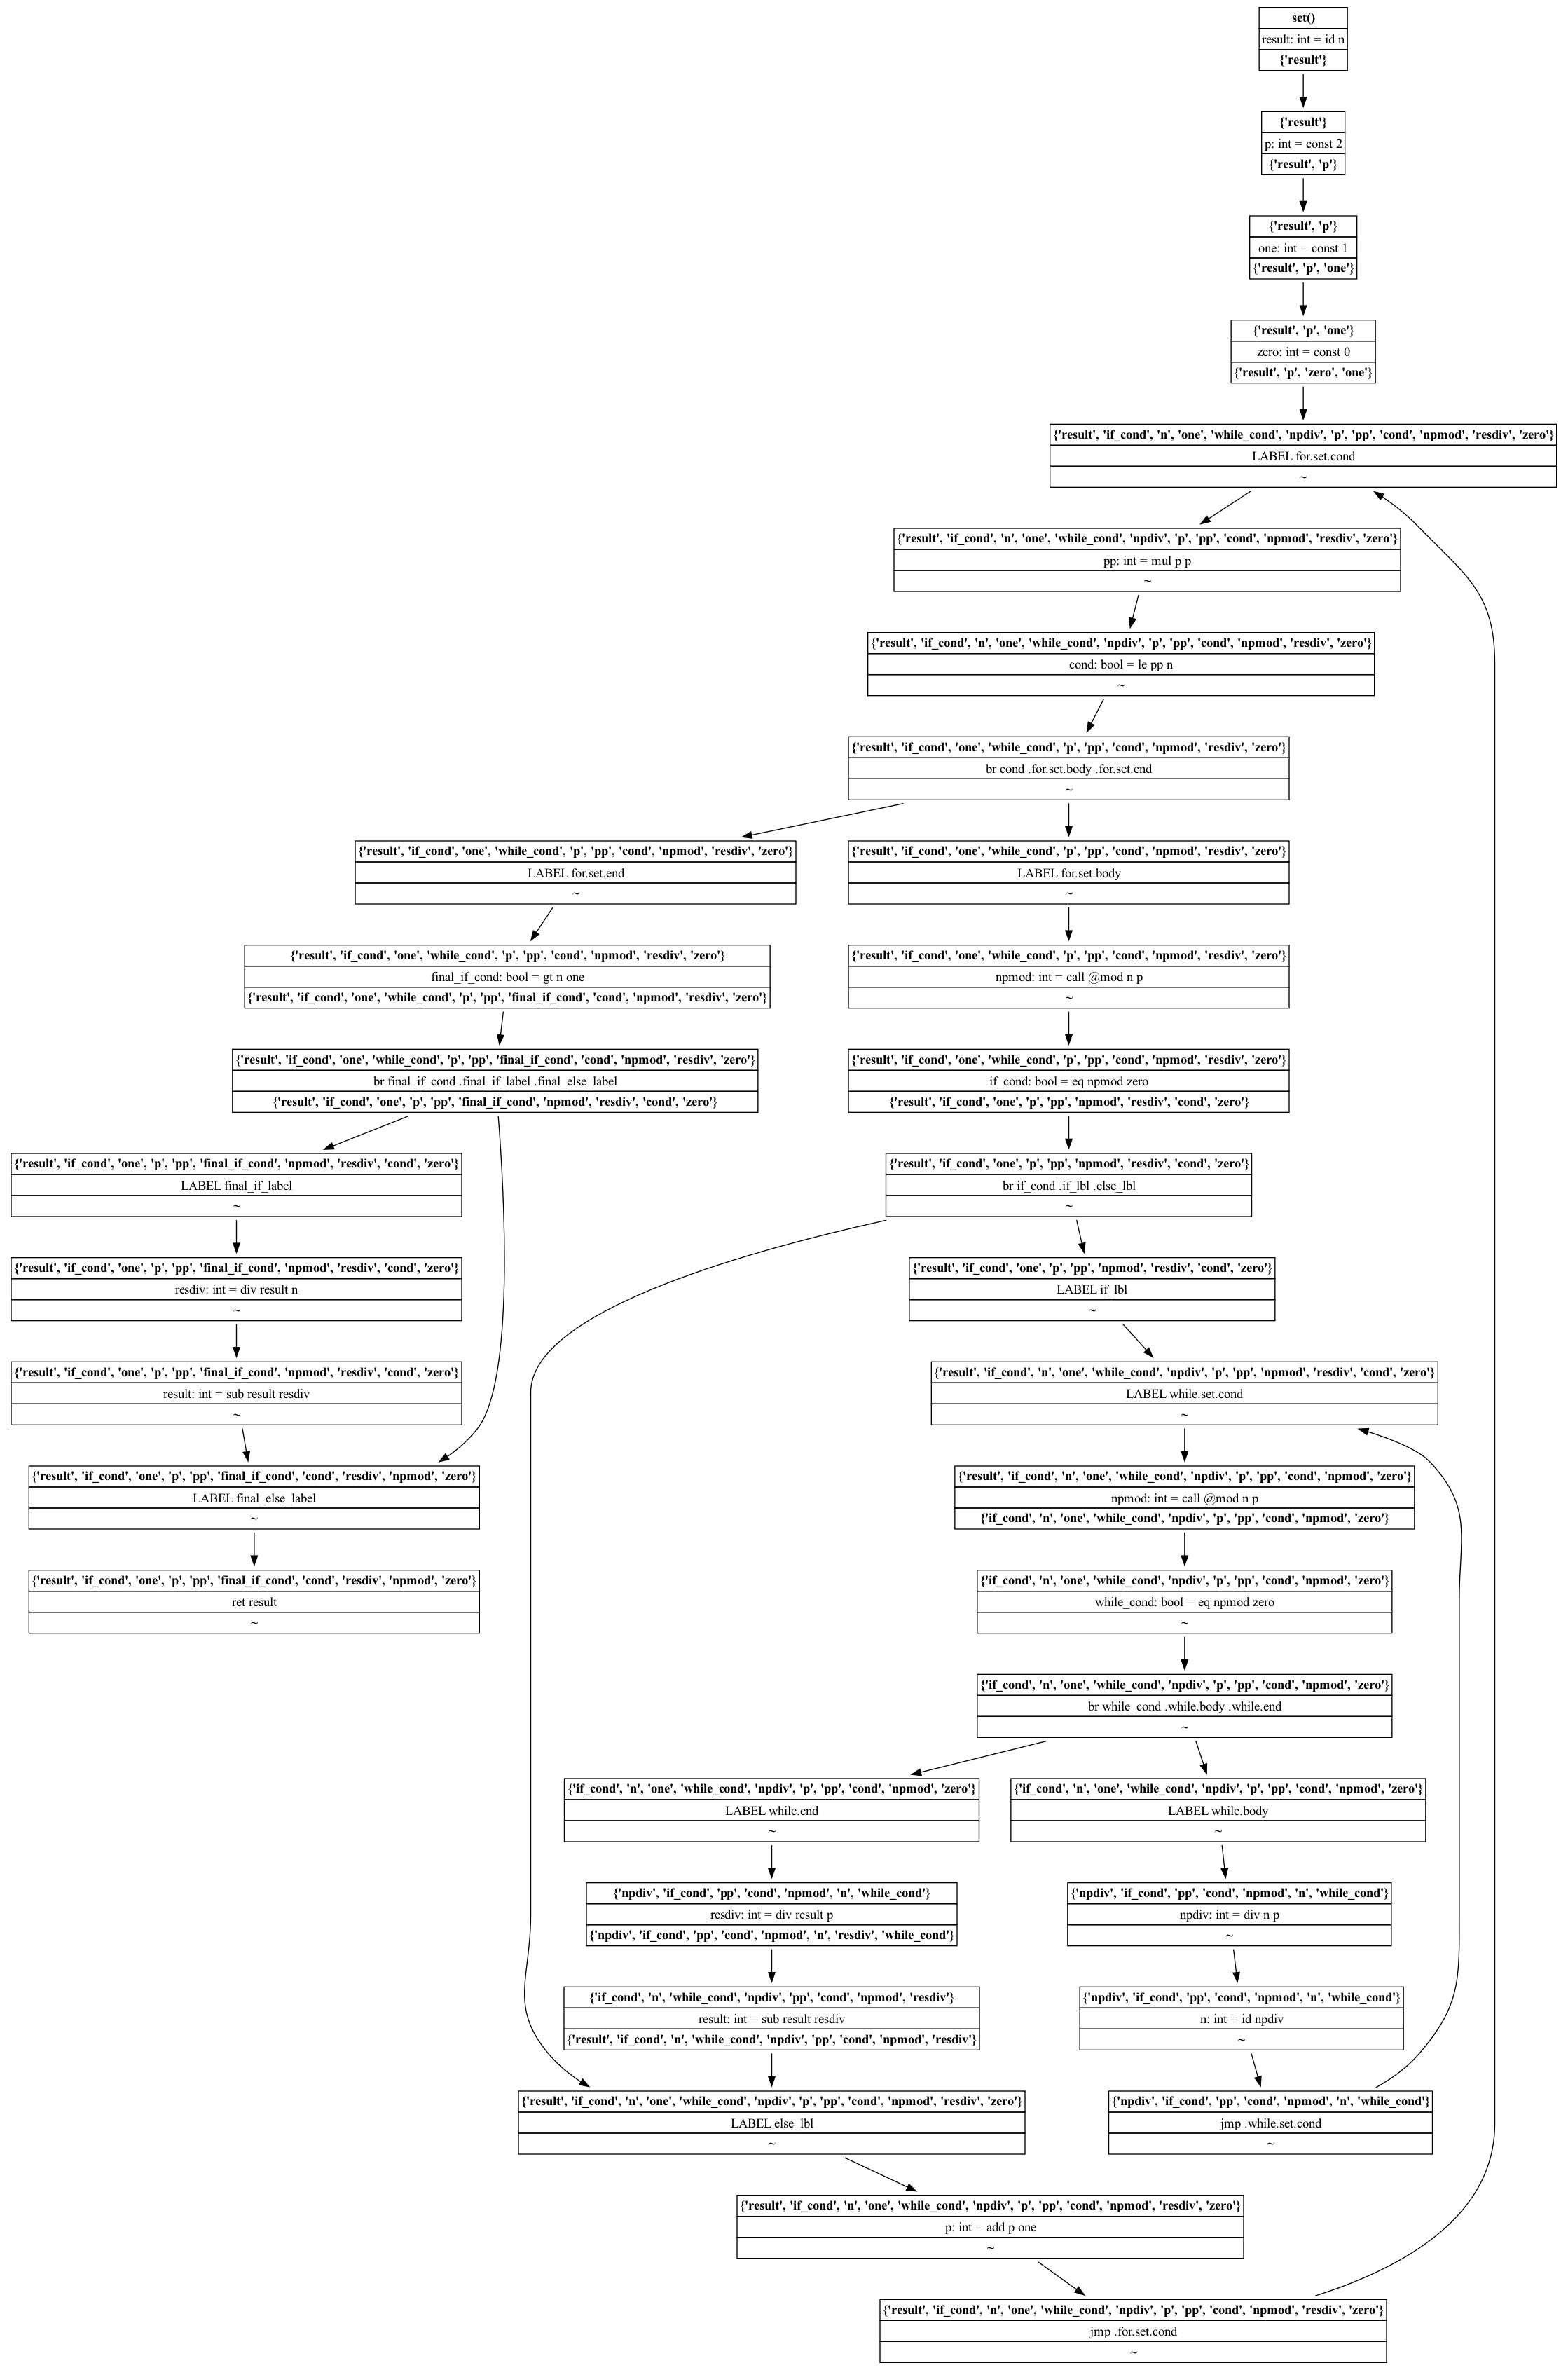 set()
result: int = id n
{'result'}
{'result'}
p: int = const 2
{'result', 'p'}
{'result', 'p'}
one: int = const 1
{'result', 'p', 'one'}
{'result', 'p', 'one'}
zero: int = const 0
{'result', 'p', 'zero', 'one'}
{'result', 'if_cond', 'n', 'one', 'while_cond', 'npdiv', 'p', 'pp', 'cond', 'npmod', 'resdiv', 'zero'}
LABEL for.set.cond
~
{'result', 'if_cond', 'n', 'one', 'while_cond', 'npdiv', 'p', 'pp', 'cond', 'npmod', 'resdiv', 'zero'}
pp: int = mul p p
~
{'result', 'if_cond', 'n', 'one', 'while_cond', 'npdiv', 'p', 'pp', 'cond', 'npmod', 'resdiv', 'zero'}
cond: bool = le pp n
~
{'result', 'if_cond', 'one', 'while_cond', 'p', 'pp', 'cond', 'npmod', 'resdiv', 'zero'}
br cond .for.set.body .for.set.end
~
{'result', 'if_cond', 'one', 'while_cond', 'p', 'pp', 'cond', 'npmod', 'resdiv', 'zero'}
LABEL for.set.end
~
{'result', 'if_cond', 'one', 'while_cond', 'p', 'pp', 'cond', 'npmod', 'resdiv', 'zero'}
LABEL for.set.body
~
{'result', 'if_cond', 'one', 'while_cond', 'p', 'pp', 'cond', 'npmod', 'resdiv', 'zero'}
final_if_cond: bool = gt n one
{'result', 'if_cond', 'one', 'while_cond', 'p', 'pp', 'final_if_cond', 'cond', 'npmod', 'resdiv', 'zero'}
{'result', 'if_cond', 'one', 'while_cond', 'p', 'pp', 'cond', 'npmod', 'resdiv', 'zero'}
npmod: int = call @mod n p
~
{'result', 'if_cond', 'one', 'while_cond', 'p', 'pp', 'final_if_cond', 'cond', 'npmod', 'resdiv', 'zero'}
br final_if_cond .final_if_label .final_else_label
{'result', 'if_cond', 'one', 'p', 'pp', 'final_if_cond', 'npmod', 'resdiv', 'cond', 'zero'}
{'result', 'if_cond', 'one', 'while_cond', 'p', 'pp', 'cond', 'npmod', 'resdiv', 'zero'}
if_cond: bool = eq npmod zero
{'result', 'if_cond', 'one', 'p', 'pp', 'npmod', 'resdiv', 'cond', 'zero'}
{'result', 'if_cond', 'one', 'p', 'pp', 'final_if_cond', 'npmod', 'resdiv', 'cond', 'zero'}
LABEL final_if_label
~
{'result', 'if_cond', 'one', 'p', 'pp', 'npmod', 'resdiv', 'cond', 'zero'}
br if_cond .if_lbl .else_lbl
~
{'result', 'if_cond', 'one', 'p', 'pp', 'final_if_cond', 'npmod', 'resdiv', 'cond', 'zero'}
resdiv: int = div result n
~
{'result', 'if_cond', 'one', 'p', 'pp', 'npmod', 'resdiv', 'cond', 'zero'}
LABEL if_lbl
~
{'result', 'if_cond', 'one', 'p', 'pp', 'final_if_cond', 'npmod', 'resdiv', 'cond', 'zero'}
result: int = sub result resdiv
~
{'result', 'if_cond', 'n', 'one', 'while_cond', 'npdiv', 'p', 'pp', 'npmod', 'resdiv', 'cond', 'zero'}
LABEL while.set.cond
~
{'result', 'if_cond', 'one', 'p', 'pp', 'final_if_cond', 'cond', 'resdiv', 'npmod', 'zero'}
LABEL final_else_label
~
{'result', 'if_cond', 'n', 'one', 'while_cond', 'npdiv', 'p', 'pp', 'cond', 'npmod', 'zero'}
npmod: int = call @mod n p
{'if_cond', 'n', 'one', 'while_cond', 'npdiv', 'p', 'pp', 'cond', 'npmod', 'zero'}
{'result', 'if_cond', 'one', 'p', 'pp', 'final_if_cond', 'cond', 'resdiv', 'npmod', 'zero'}
ret result
~
{'if_cond', 'n', 'one', 'while_cond', 'npdiv', 'p', 'pp', 'cond', 'npmod', 'zero'}
while_cond: bool = eq npmod zero
~
{'if_cond', 'n', 'one', 'while_cond', 'npdiv', 'p', 'pp', 'cond', 'npmod', 'zero'}
br while_cond .while.body .while.end
~
{'if_cond', 'n', 'one', 'while_cond', 'npdiv', 'p', 'pp', 'cond', 'npmod', 'zero'}
LABEL while.end
~
{'if_cond', 'n', 'one', 'while_cond', 'npdiv', 'p', 'pp', 'cond', 'npmod', 'zero'}
LABEL while.body
~
{'npdiv', 'if_cond', 'pp', 'cond', 'npmod', 'n', 'while_cond'}
resdiv: int = div result p
{'npdiv', 'if_cond', 'pp', 'cond', 'npmod', 'n', 'resdiv', 'while_cond'}
{'npdiv', 'if_cond', 'pp', 'cond', 'npmod', 'n', 'while_cond'}
npdiv: int = div n p
~
{'if_cond', 'n', 'while_cond', 'npdiv', 'pp', 'cond', 'npmod', 'resdiv'}
result: int = sub result resdiv
{'result', 'if_cond', 'n', 'while_cond', 'npdiv', 'pp', 'cond', 'npmod', 'resdiv'}
{'npdiv', 'if_cond', 'pp', 'cond', 'npmod', 'n', 'while_cond'}
n: int = id npdiv
~
{'result', 'if_cond', 'n', 'one', 'while_cond', 'npdiv', 'p', 'pp', 'cond', 'npmod', 'resdiv', 'zero'}
LABEL else_lbl
~
{'npdiv', 'if_cond', 'pp', 'cond', 'npmod', 'n', 'while_cond'}
jmp .while.set.cond
~
{'result', 'if_cond', 'n', 'one', 'while_cond', 'npdiv', 'p', 'pp', 'cond', 'npmod', 'resdiv', 'zero'}
p: int = add p one
~
{'result', 'if_cond', 'n', 'one', 'while_cond', 'npdiv', 'p', 'pp', 'cond', 'npmod', 'resdiv', 'zero'}
jmp .for.set.cond
~